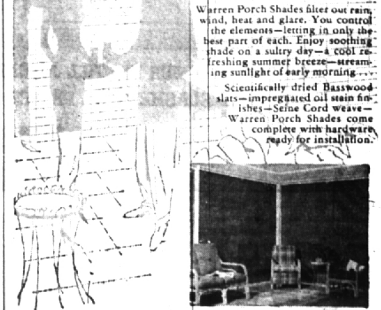 Warren Porch Shades filter out rain,
wind, heat and glare. You control
the elements—letting in only the
best part of each. Enjoy soothing
shade on a sultry day—a cool re-
freshing summer breeze—stream-
ing sunlight of early morning . . .
Scientifically dried Basswood
slats—impregnated oil stain fin-
ishes—Seine Cord weave—
Warren Porch Shades come
complete with hardware
ready for installation.